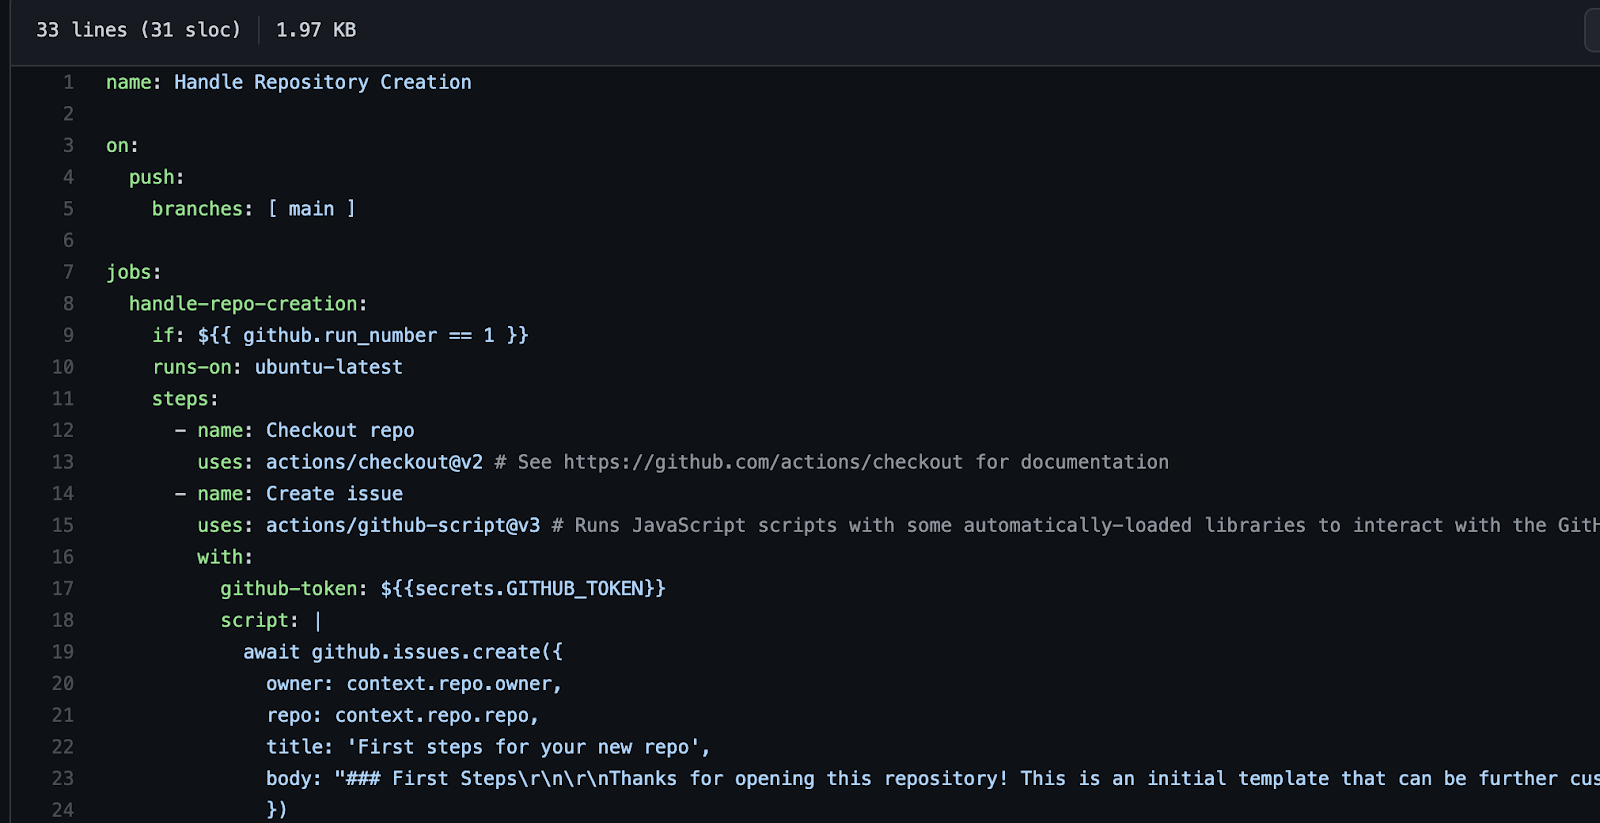 33 lines (31 sloc) 1.97 KB
1 name: Handle Repository Creation
2
3 on:
4   push:
5     branches: [ main ]
6
7 jobs:
8   handle-repo-creation:
9     if: ${{ github.run_number == 1 }}
10     runs-on: ubuntu-latest
11     steps:
12       - name: Checkout repo
13         uses: actions/checkout@v2 # See https://github.com/actions/checkout for documentation
14       - name: Create issue
15         uses: actions/github-script@v3 # Runs JavaScript scripts with some automatically-loaded libraries to interact with the Git
16         with:
17           github-token: ${{secrets.GITHUB_TOKEN}}
18           script: |
19             await github.issues.create({
20               owner: context.repo.owner,
21               repo: context.repo.repo,
22               title: 'First steps for your new repo',
23               body: "### First Steps\r\n\r\nThanks for opening this repository! This is an initial template that can be further cus
24               })